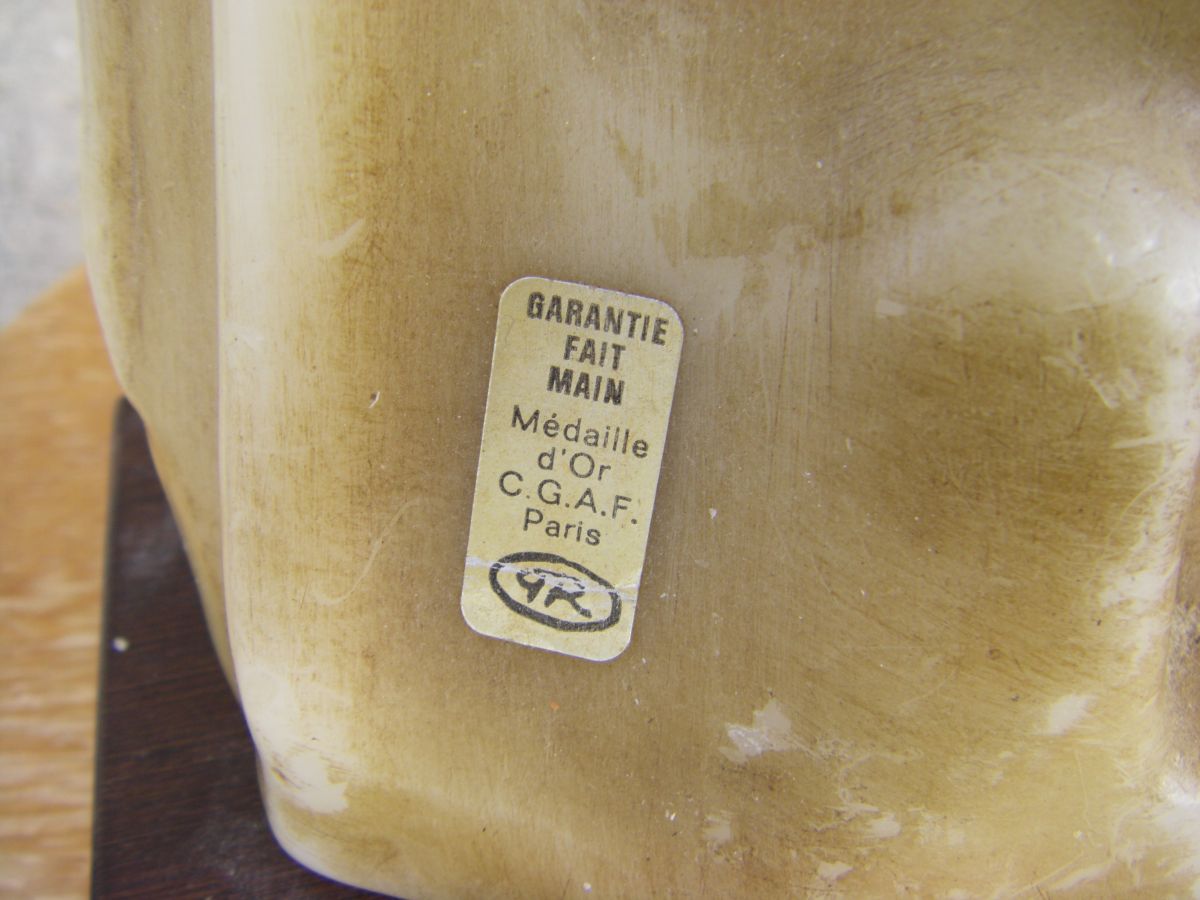 GARANTIE
FAIT
MAIN
Médaille
d'Or
C.G.A.F.
Paris